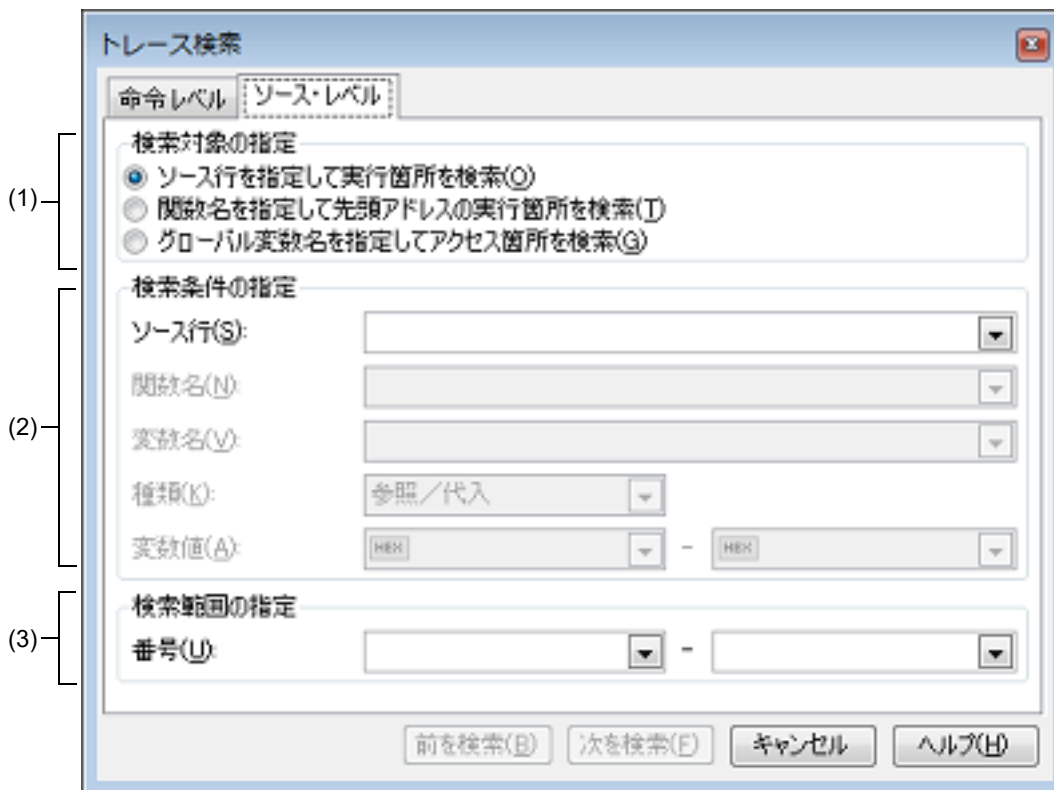 トレース検索
命令レベル ソース・レベル
(1)
検索対象の指定
ソース行を指定して実行箇所を検索(O)
関数名を指定して先頭アドレスの実行箇所を検索(T)
グローバル変数名を指定してアクセス箇所を検索(G)
(2)
検索条件の指定
ソース行(S):
関数名(N):
変数名(V):
種類(K): 参照／代入
変数値(A): HEX - HEX
(3)
検索範囲の指定
番号(U): -
前を検索(B) 次を検索(F) キャンセル ヘルプ(H)